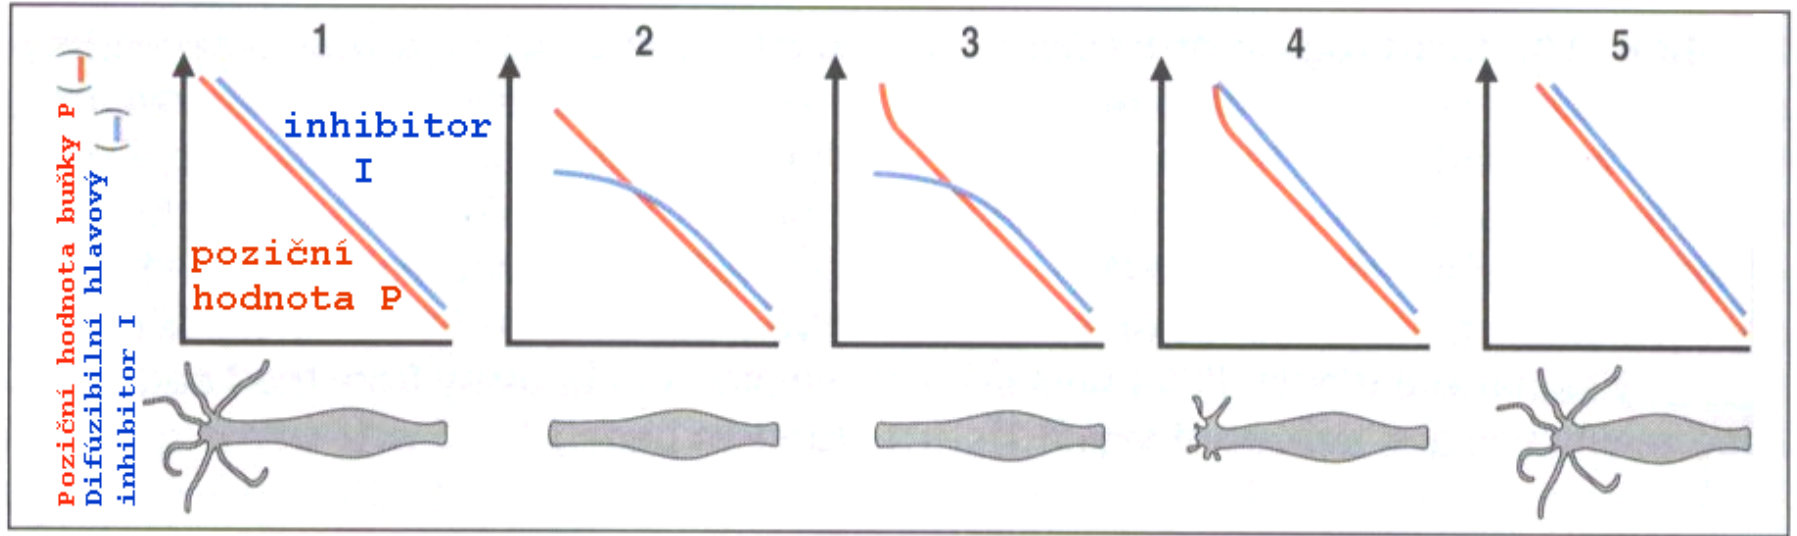 1
2
3
4
5
Poziční hodnota buňky P (—)
Difúzibilní hlavový (—)
inhibitor I
inhibitor
I
poziční
hodnota P